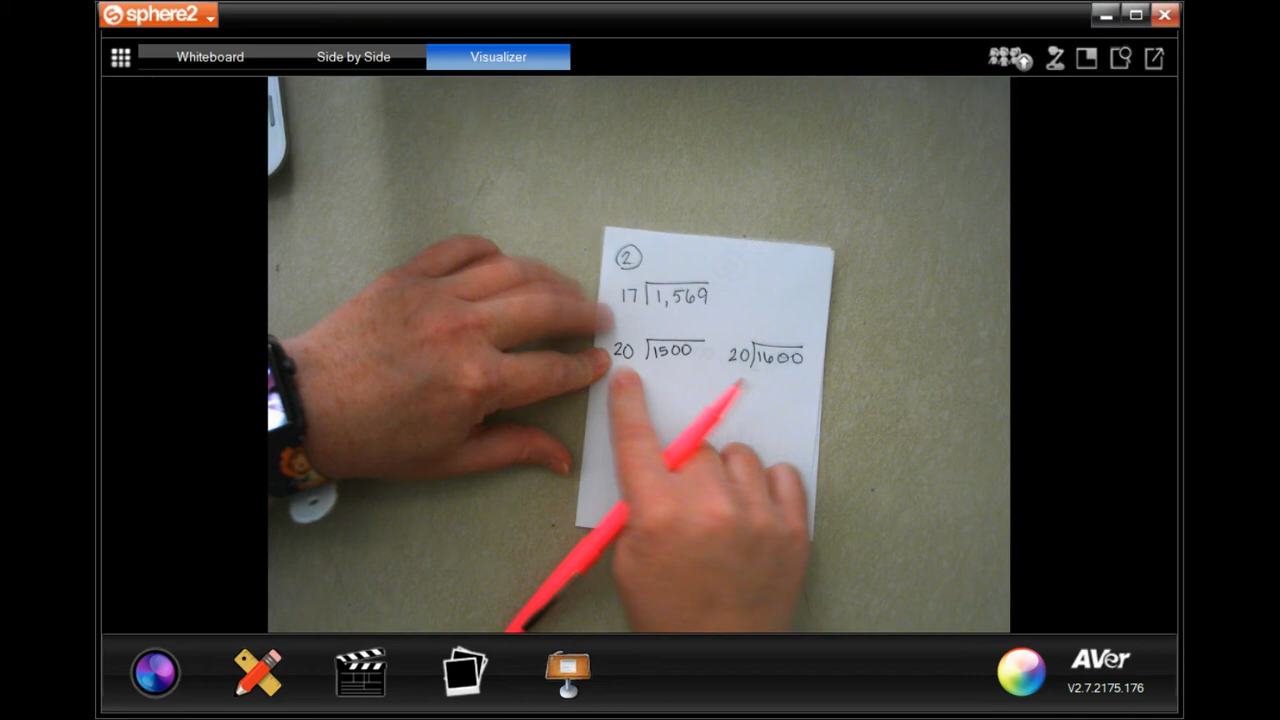 sphere2
Whiteboard Side by Side Visualizer
2
17 1,569
20 1500 20 1600
AVer
V2.7.2175.176